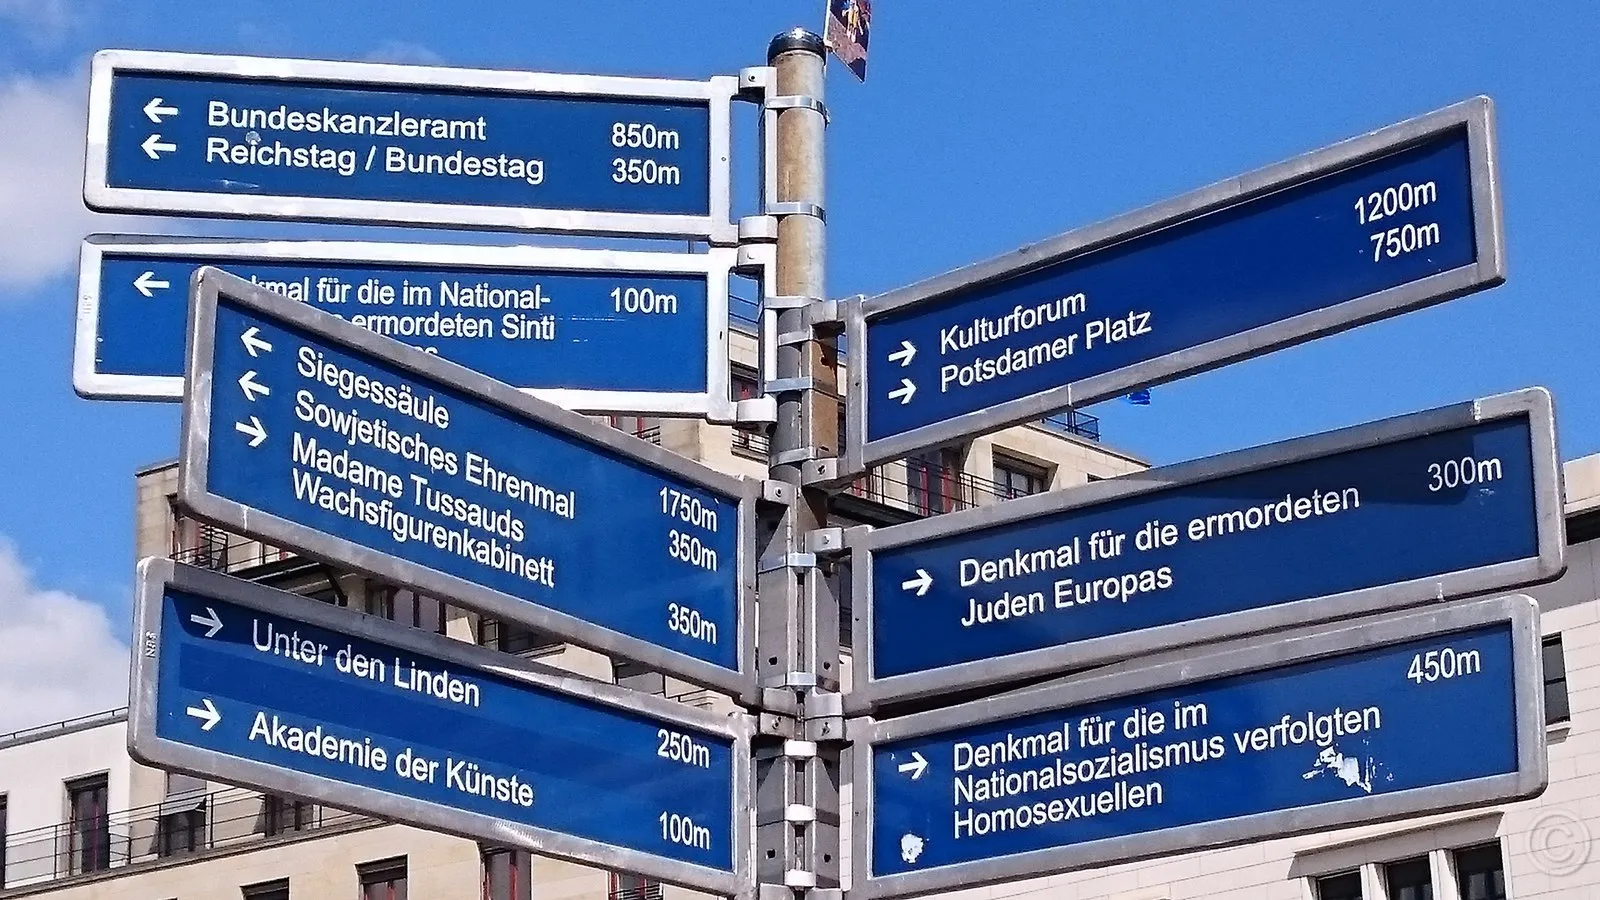 ← Bundeskanzleramt 850m
← Reichstag / Bundestag 350m
← kmal für die im National- 100m
ermordeten Sinti
← Siegessäule 1750m
← Sowjetisches Ehrenmal 350m
→ Madame Tussauds
Wachsfigurenkabinett 350m
→ Unter den Linden 250m
→ Akademie der Künste 100m
→ Kulturforum 1200m
→ Potsdamer Platz 750m
→ Denkmal für die ermordeten 300m
Juden Europas
→ Denkmal für die im 450m
Nationalsozialismus verfolgten
Homosexuellen
©